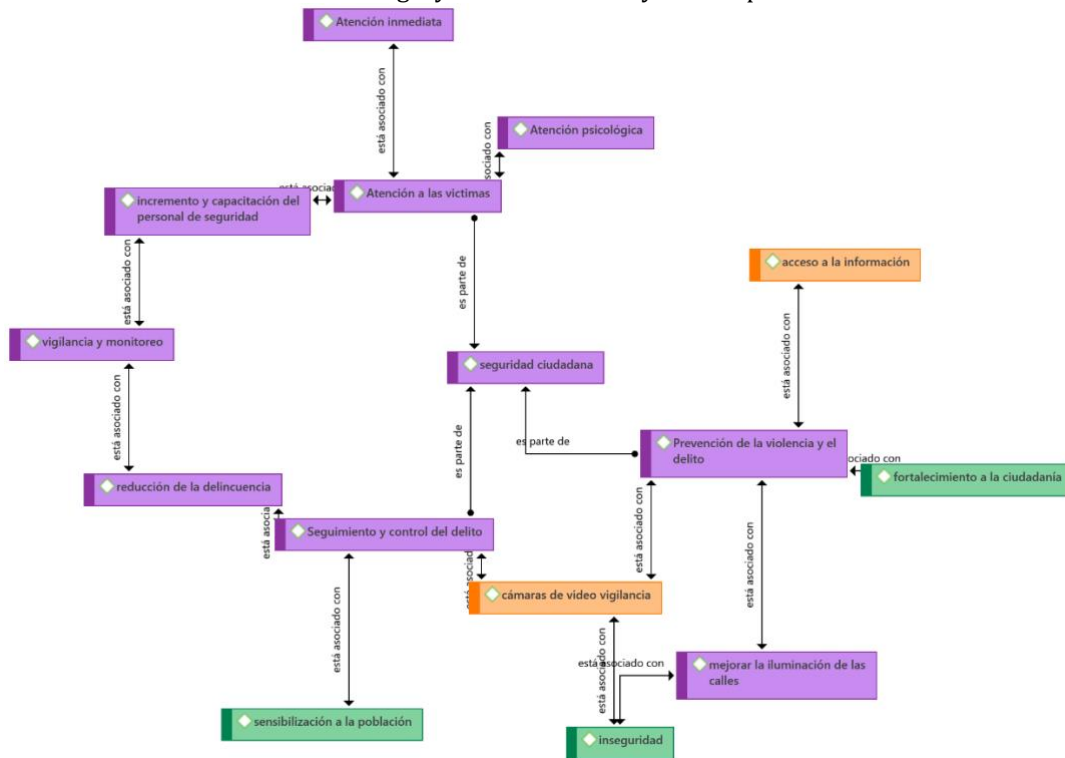 Atención inmediata
está asociado con
Atención psicológica
ociado con
está asociad
Atención a las victimas
incremento y capacitación del
personal de seguridad
está asociado con
es parte de
acceso a la información
está asociado con
vigilancia y monitoreo
seguridad ciudadana
está asociado con
es parte de
es parte de
Prevención de la violencia y el
delito
ociado con
fortalecimiento a la ciudadanía
reducción de la delincuencia
está asocia
Seguimiento y control del delito
está asociad
está asociado con
está asociado con
cámaras de video vigilancia
está asociado con
está asociado con
está asociado con
mejorar la iluminación de las
calles
sensibilización a la población
inseguridad